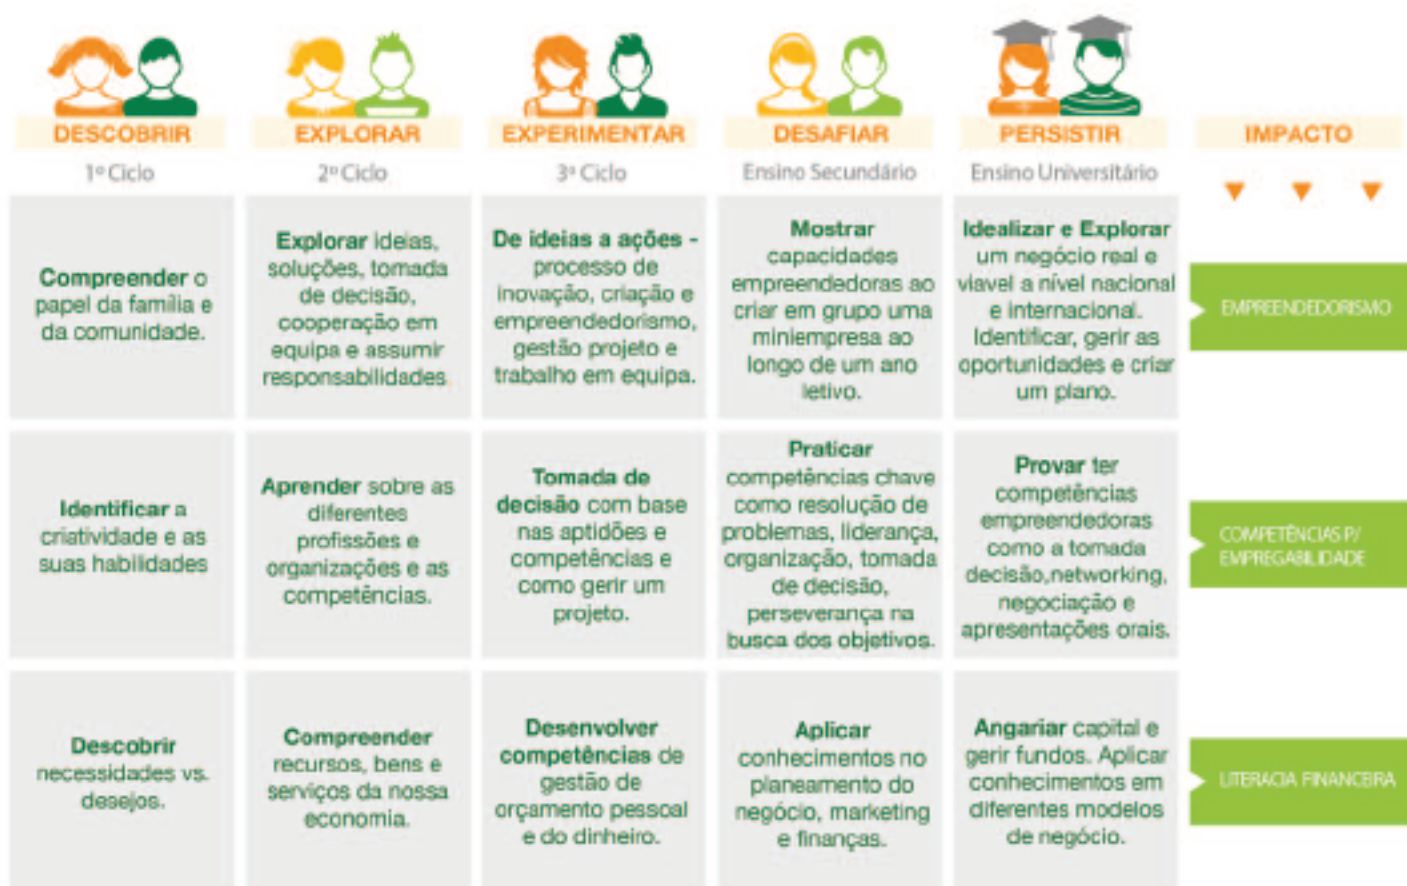 DESCOBRIR
1º Ciclo
EXPLORAR
2º Ciclo
EXPERIMENTAR
3º Ciclo
DESAFIAR
Ensino Secundário
PERSISTIR
Ensino Universitário
IMPACTO
Compreender o
papel da família e
da comunidade.
Explorar ideias,
soluções, tomada
de decisão,
cooperação em
equipa e assumir
responsabilidades.
De ideias a ações -
processo de
inovação, criação e
empreendedorismo,
gestão projeto e
trabalho em equipa.
Mostrar
capacidades
empreendedoras ao
criar em grupo uma
miniempresa ao
longo de um ano
letivo.
Idealizar e Explorar
um negócio real e
viavel a nível nacional
e internacional.
Identificar, gerir as
oportunidades e criar
um plano.
EMPREENDEDORISMO
Identificar a
criatividade e as
suas habilidades
Aprender sobre as
diferentes
profissões e
organizações e as
competências.
Tomada de
decisão com base
nas aptidões e
competências e
como gerir um
projeto.
Praticar
competências chave
como resolução de
problemas, liderança,
organização, tomada
de decisão,
perseverança na
busca dos objetivos.
Provar ter
competências
empreendedoras
como a tomada
decisão,networking,
negociação e
apresentações orais.
COMPETÊNCIAS P/
EMPREGABILIDADE
Descobrir
necessidades vs.
desejos.
Compreender
recursos, bens e
serviços da nossa
economia.
Desenvolver
competências de
gestão de
orçamento pessoal
e do dinheiro.
Aplicar
conhecimentos no
planeamento do
negócio, marketing
e finanças.
Angariar capital e
gerir fundos. Aplicar
conhecimentos em
diferentes modelos
de negócio.
LITERACIA FINANCEIRA